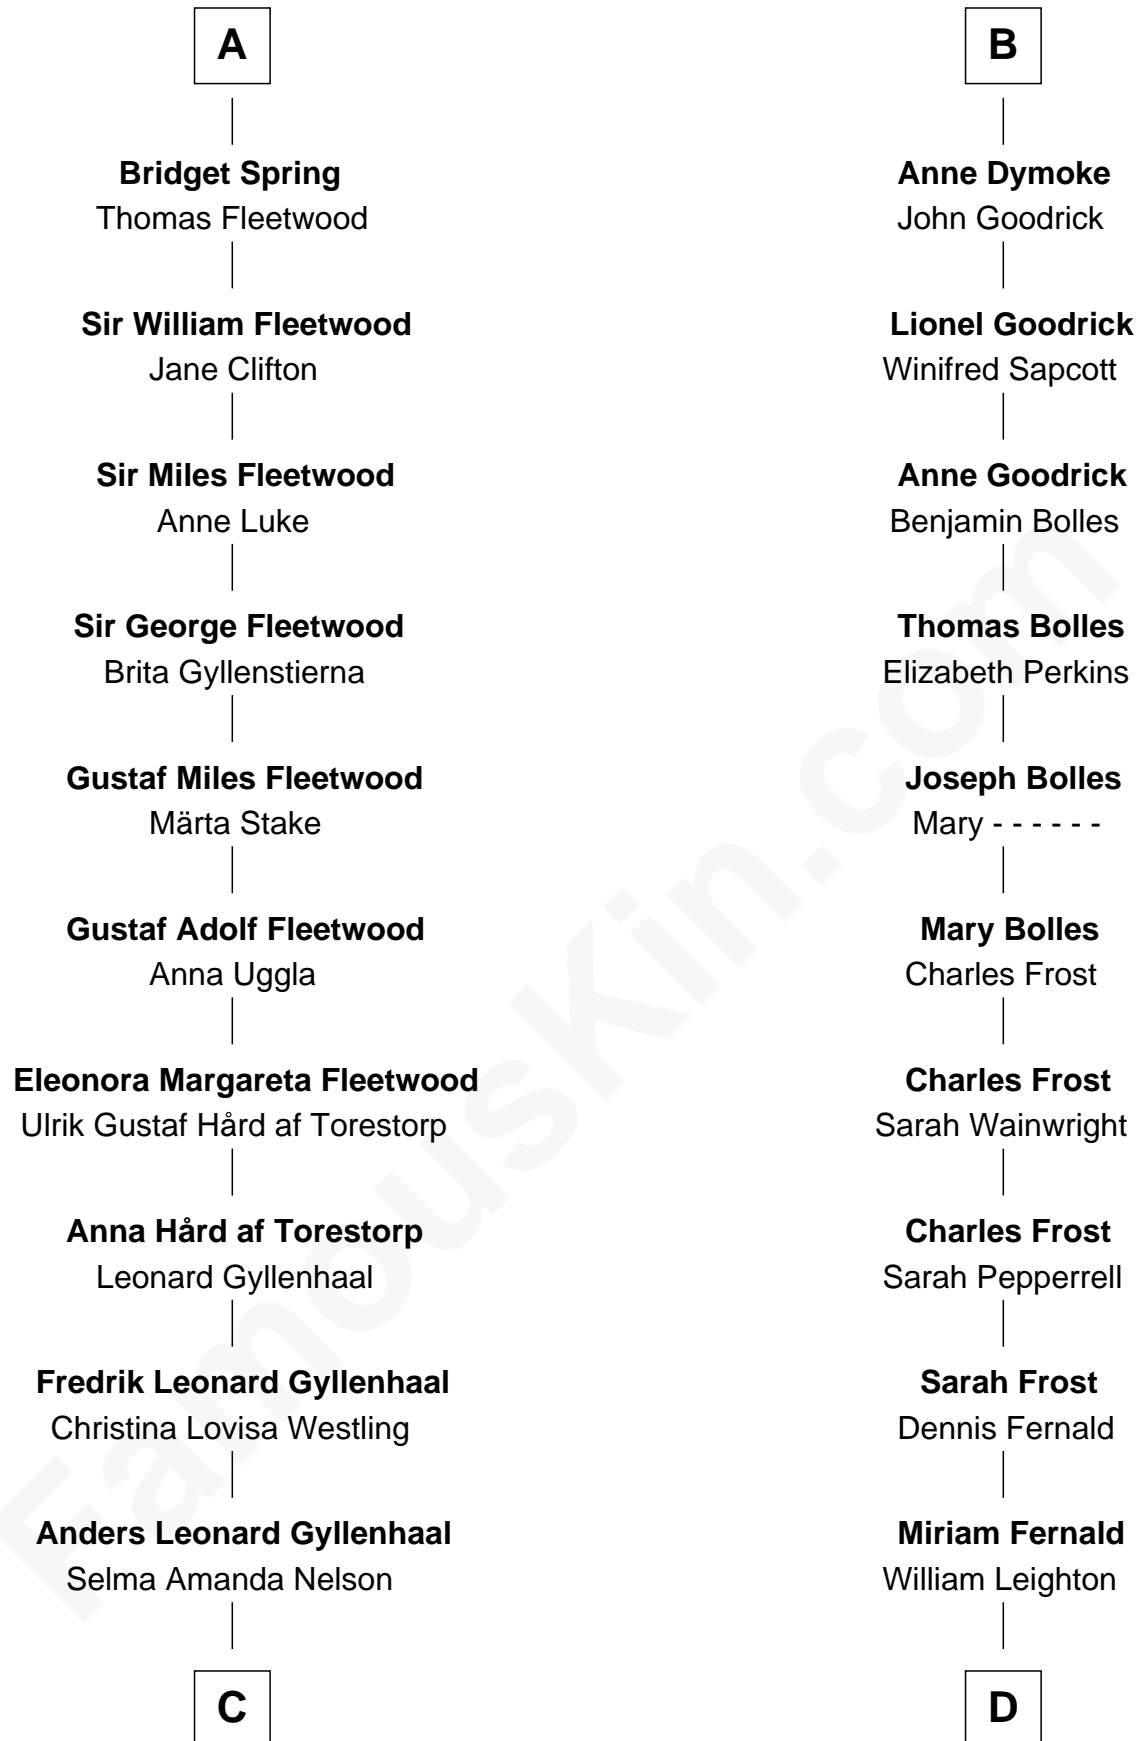 A
Bridget Spring
Thomas Fleetwood
Sir William Fleetwood
Jane Clifton
Sir Miles Fleetwood
Anne Luke
Sir George Fleetwood
Brita Gyllenstierna
Gustaf Miles Fleetwood
Märta Stake
Gustaf Adolf Fleetwood
Anna Uggla
Eleonora Margareta Fleetwood
Ulrik Gustaf Hård af Torestorp
Anna Hård af Torestorp
Leonard Gyllenhaal
Fredrik Leonard Gyllenhaal
Christina Lovisa Westling
Anders Leonard Gyllenhaal
Selma Amanda Nelson
C
B
Anne Dymoke
John Goodrick
Lionel Goodrick
Winifred Sapcott
Anne Goodrick
Benjamin Bolles
Thomas Bolles
Elizabeth Perkins
Joseph Bolles
Mary - - - - - -
Mary Bolles
Charles Frost
Charles Frost
Sarah Wainwright
Charles Frost
Sarah Pepperrell
Sarah Frost
Dennis Fernald
Miriam Fernald
William Leighton
D
FamousKin.com